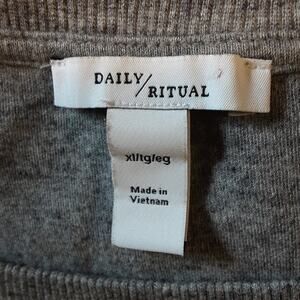 DAILY/
RITUAL
xl/tg/eg
Made in
Vietnam